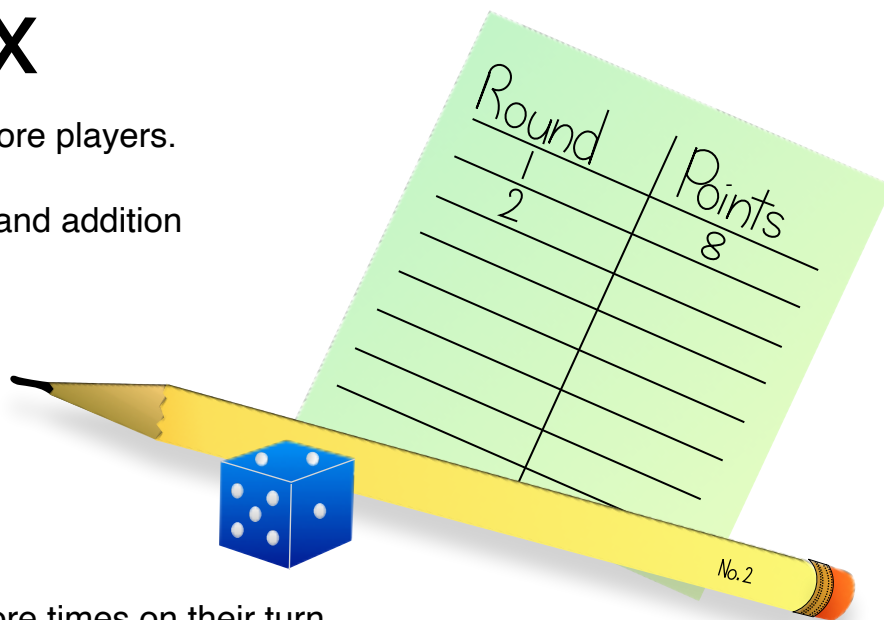 x
ore players.
and addition
Round Points
1 8
2
No.2
ore times on their turn